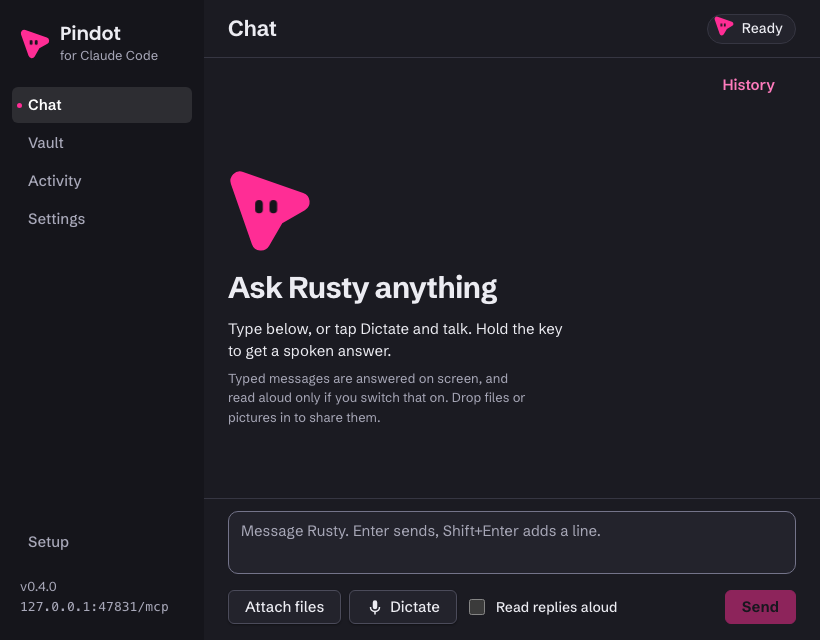 Pindot
for Claude Code
Chat
Vault
Activity
Settings
Setup
v0.4.0
127.0.0.1:47831/mcp
Chat
Ready
History
Ask Rusty anything
Type below, or tap Dictate and talk. Hold the key
to get a spoken answer.
Typed messages are answered on screen, and
read aloud only if you switch that on. Drop files or
pictures in to share them.
Message Rusty. Enter sends, Shift+Enter adds a line.
Attach files
Dictate
Read replies aloud
Send